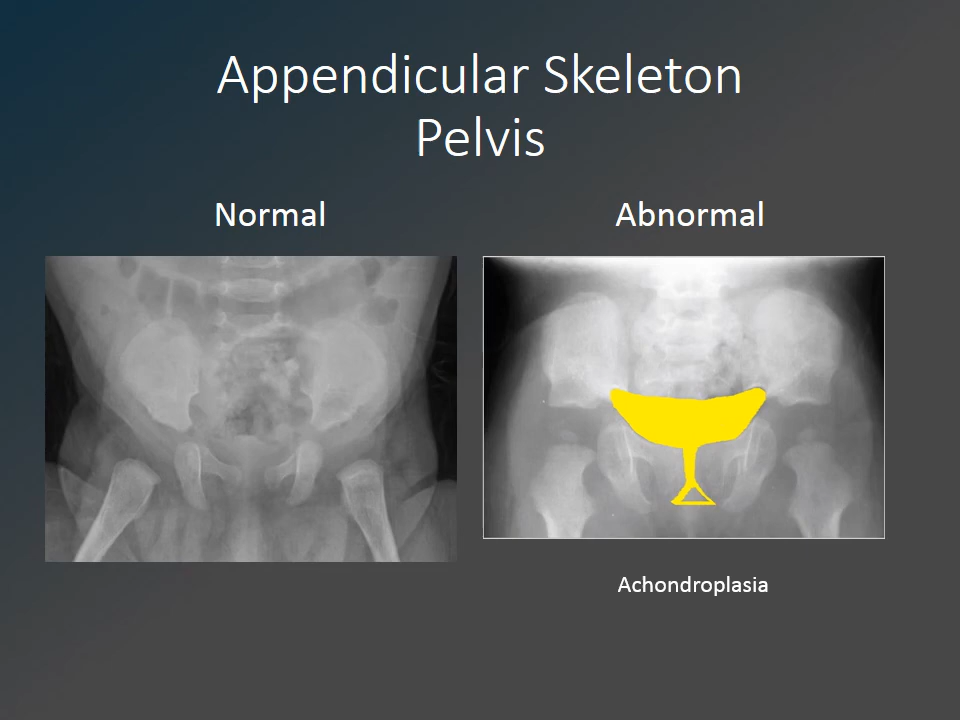 Appendicular Skeleton
Pelvis
Normal
Abnormal
Achondroplasia